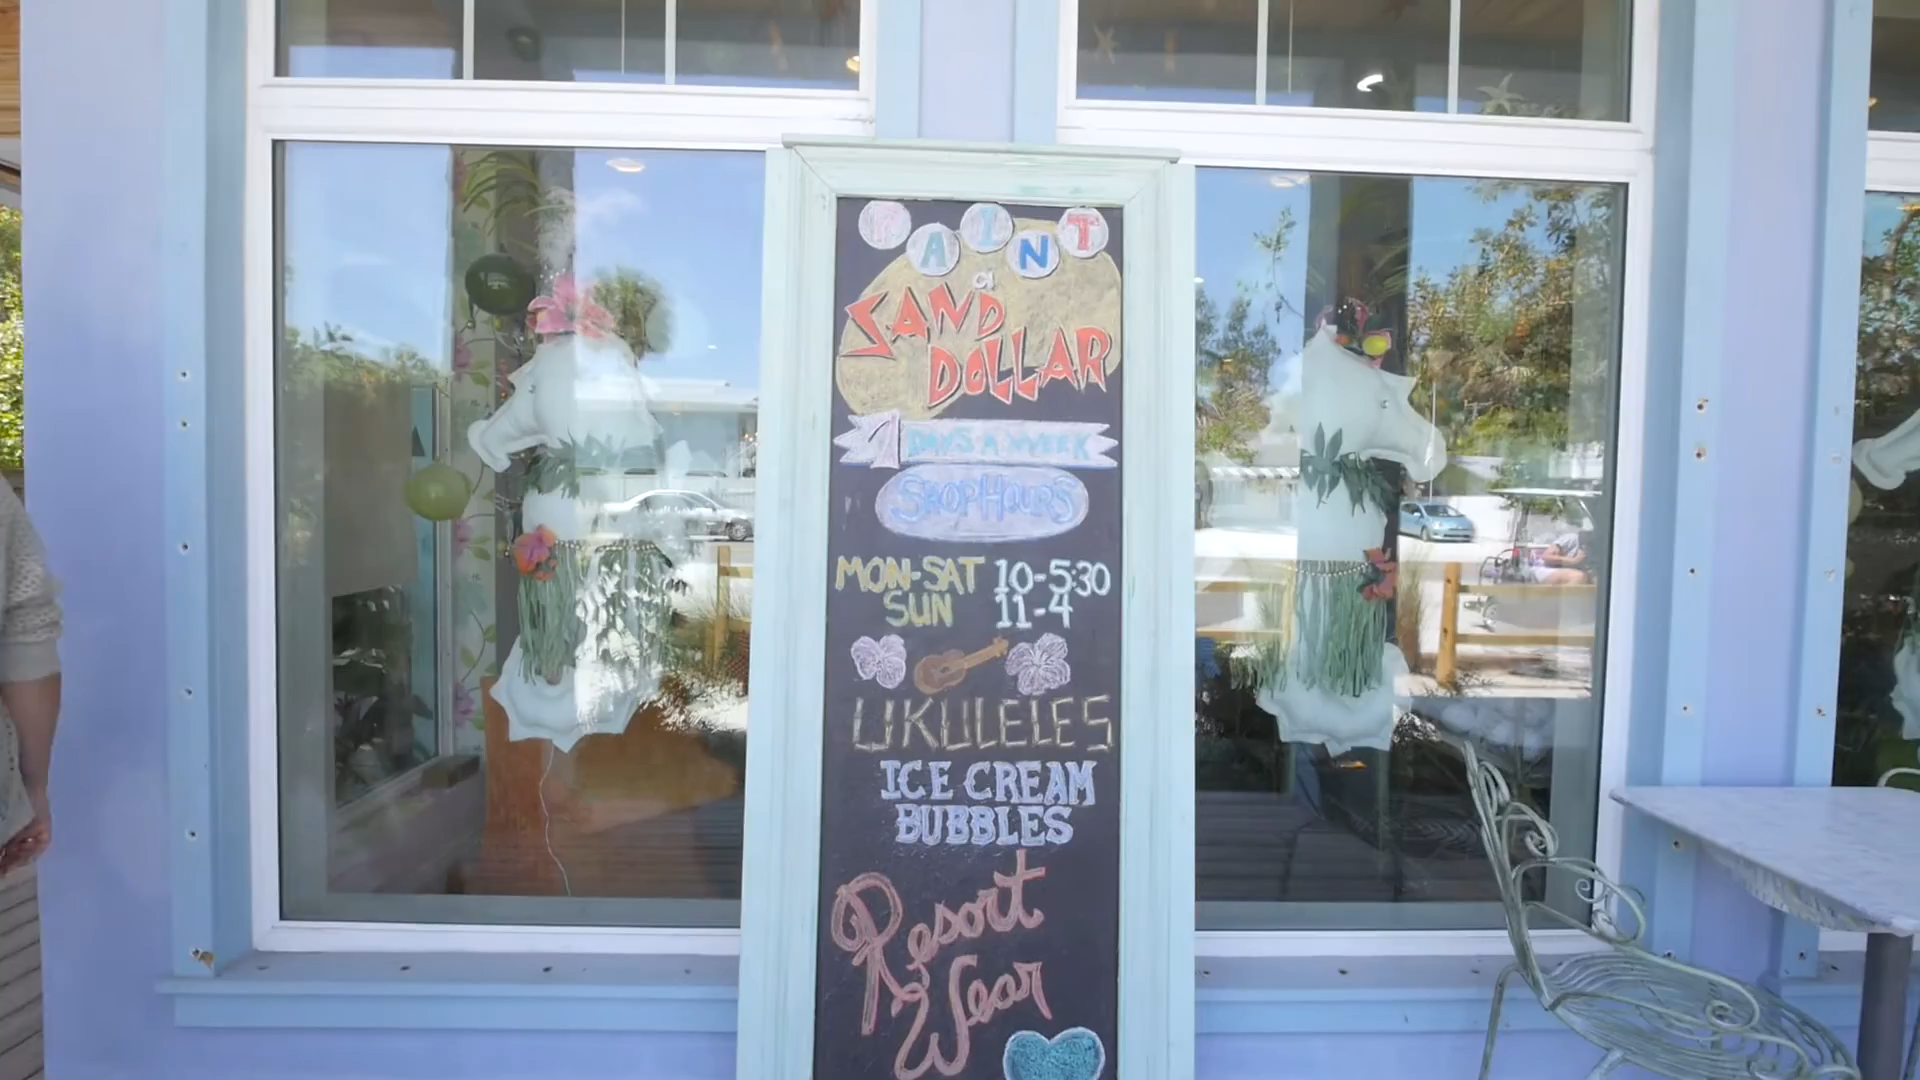 PAINT
a
SAND
DOLLAR
7 DAYS A WEEK
SHOP HOURS
MON-SAT 10-5:30
SUN 11-4
UKULELES
ICE CREAM
BUBBLES
Resort
Wear